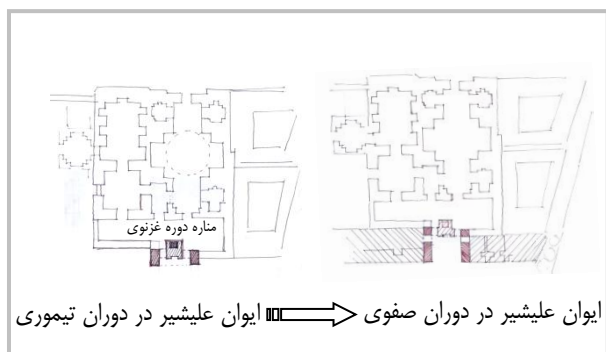 مناره دوره غزنوی
ایوان علیشیر در دوران صفوی
ایوان علیشیر در دوران تیموری